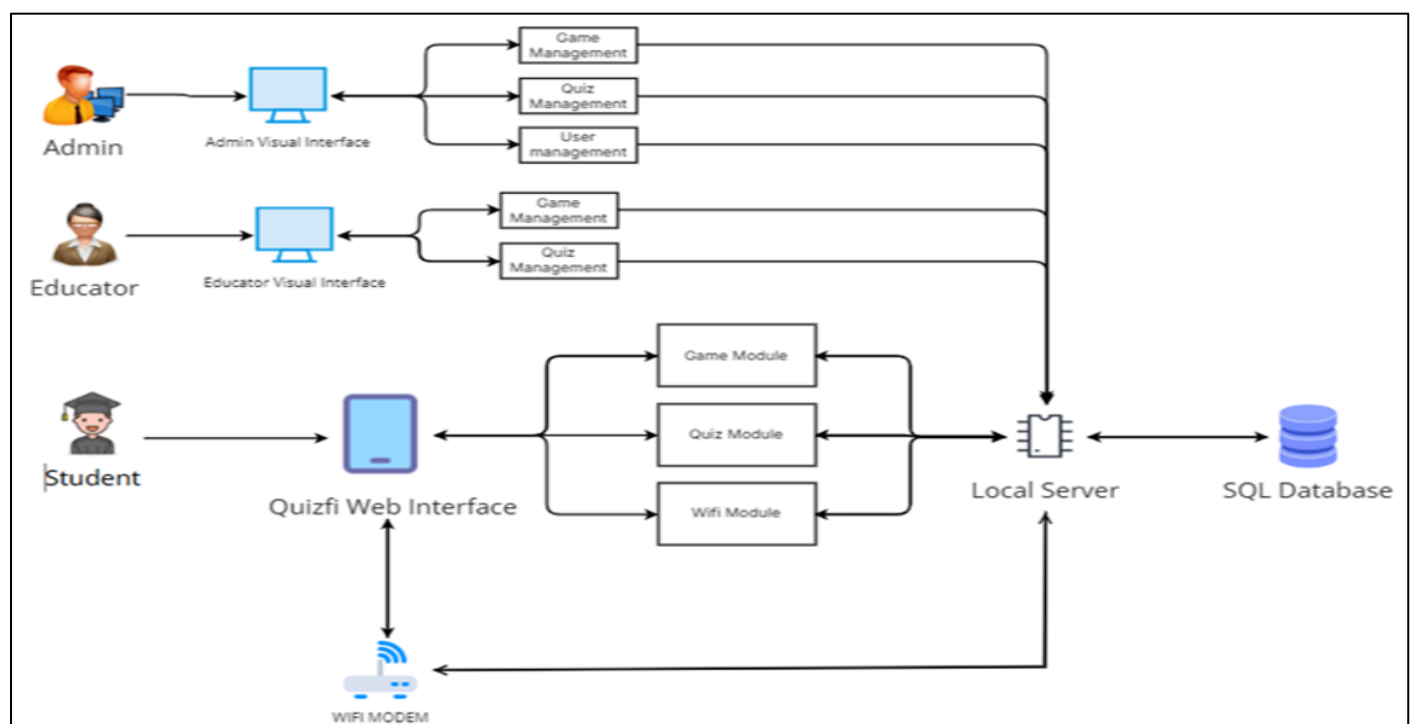 Game
Management
Quiz
Management
User
management
Admin
Admin Visual Interface
Game
Management
Quiz
Management
Educator
Educator Visual Interface
Game Module
Quiz Module
Wifi Module
Student
Quizfi Web Interface
Local Server
SQL Database
WIFI MODEM